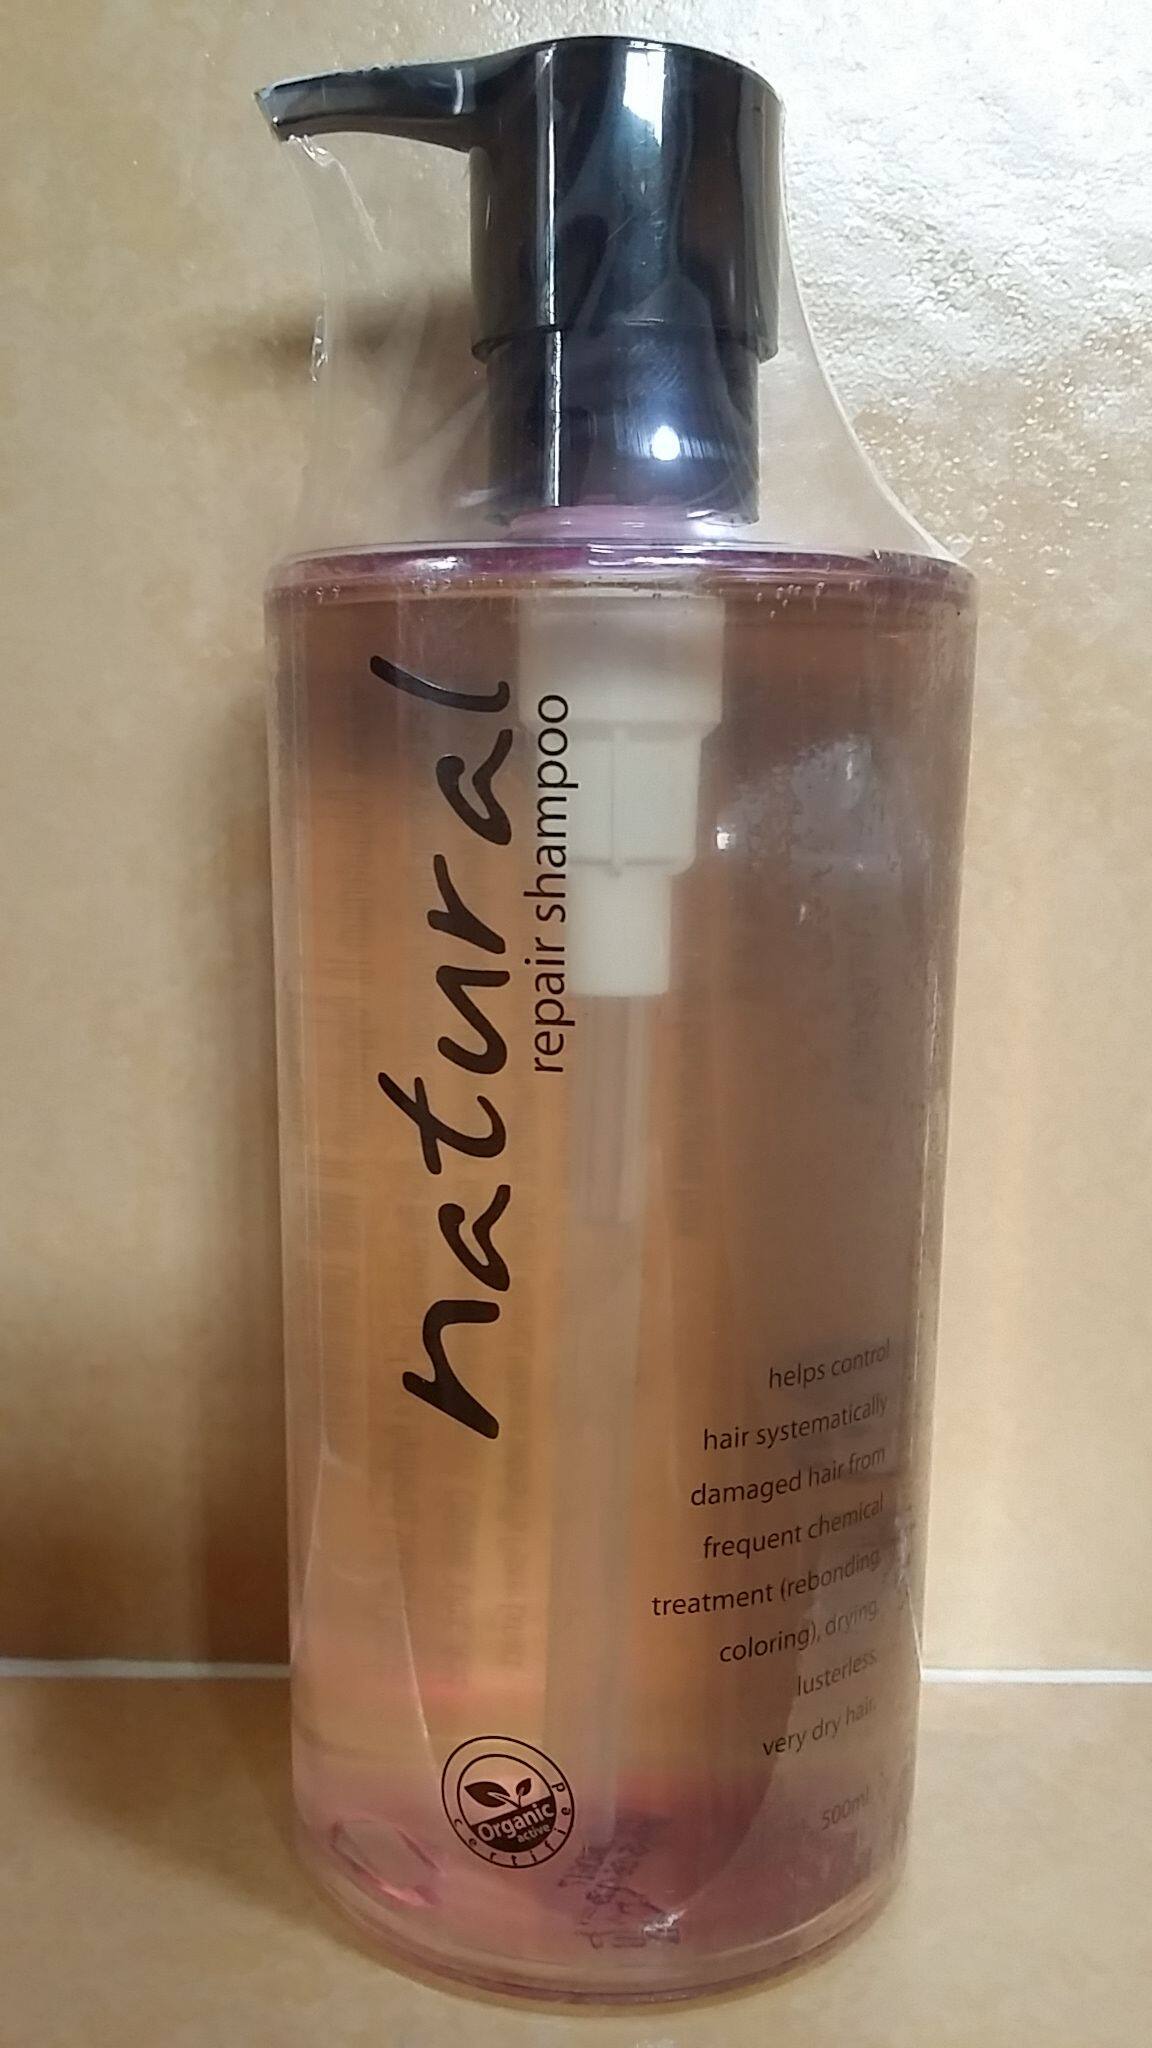 natural
repair shampoo
helps control
hair systematically
damaged hair from
frequent chemical
treatment (rebonding,
coloring), drying,
lusterless,
very dry hair.
500ml.
Organic
active
certified